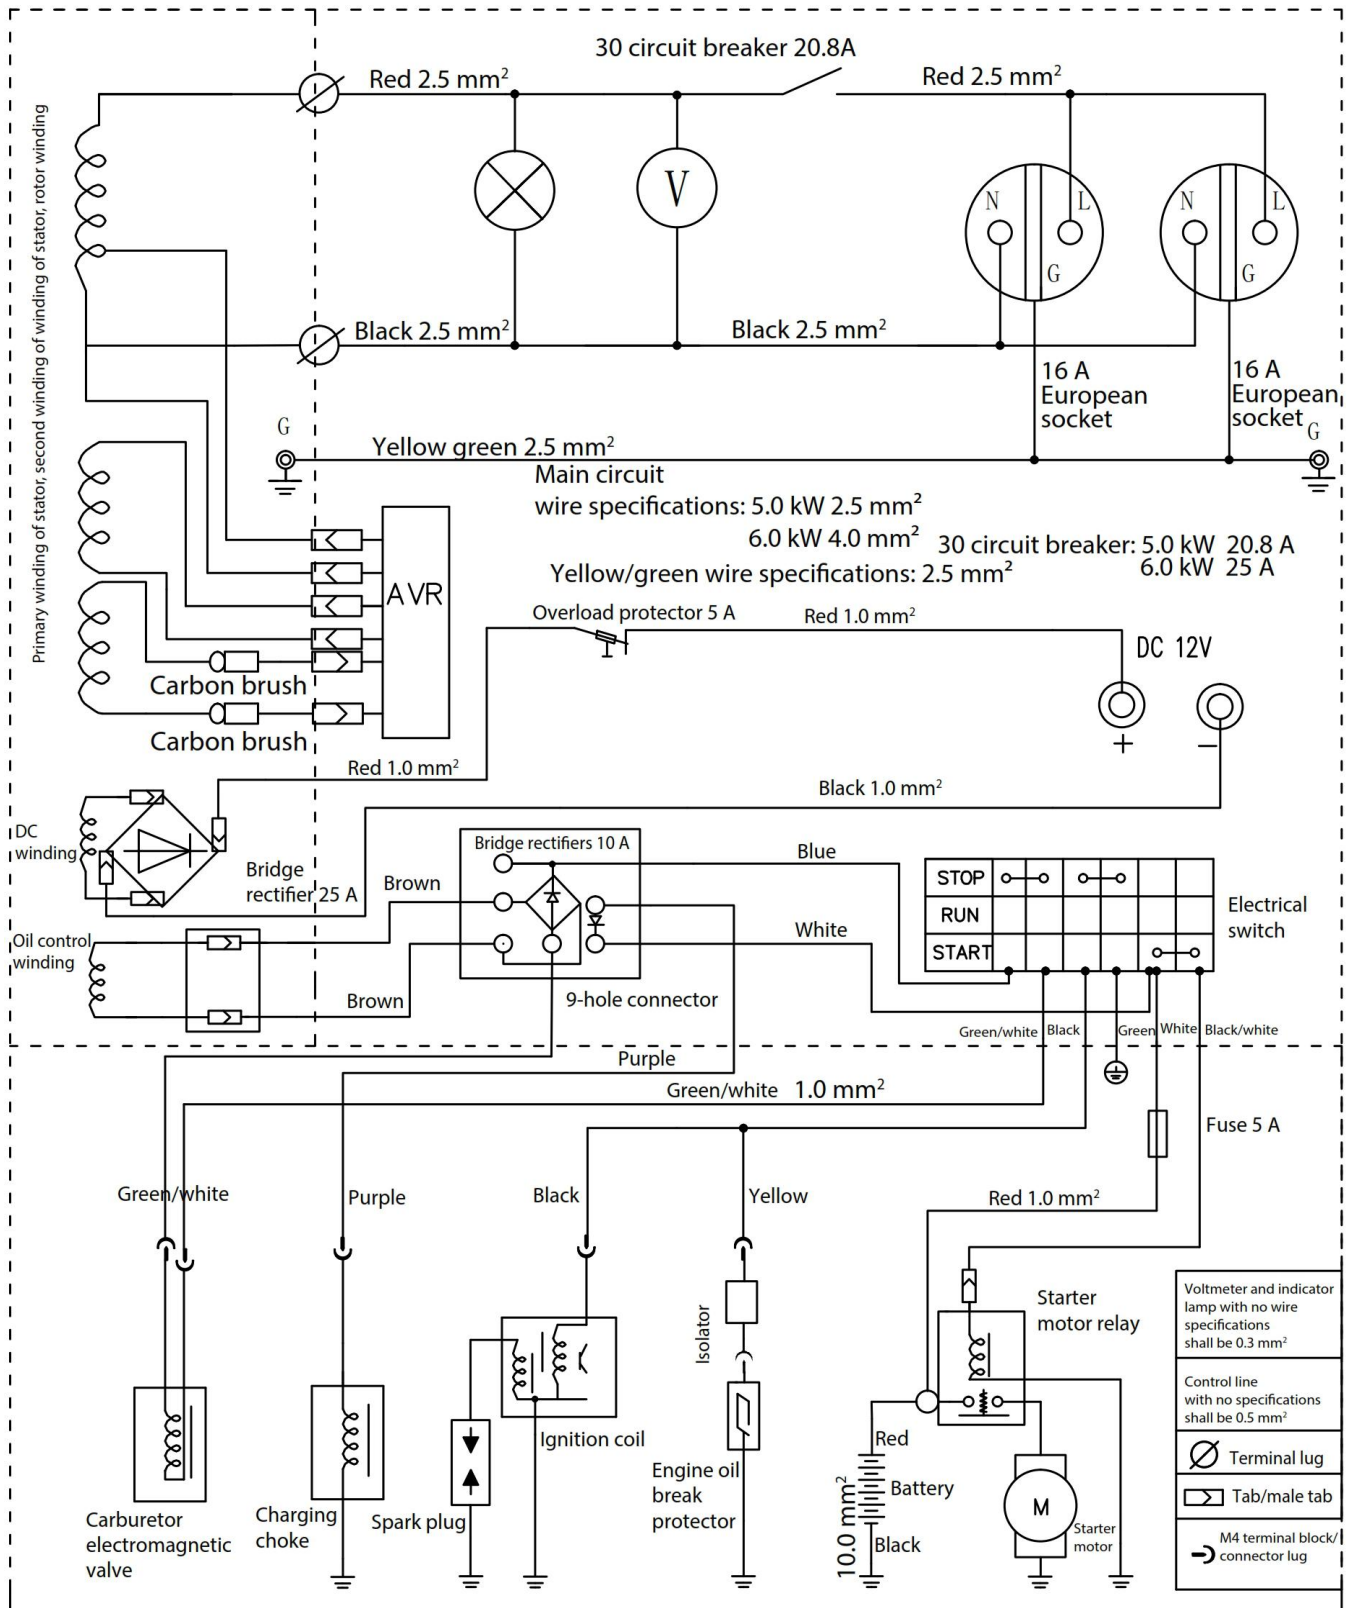 30 circuit breaker 20.8A
Red 2.5 mm²
Red 2.5 mm²
Primary winding of stator, second winding of winding of stator, rotor winding
V
N
L
G
N
L
G
Black 2.5 mm²
Black 2.5 mm²
16 A
European
socket
16 A
European
socket
G
G
Yellow green 2.5 mm²
Main circuit
wire specifications: 5.0 kW 2.5 mm²
6.0 kW 4.0 mm²
30 circuit breaker: 5.0 kW 20.8 A
6.0 kW 25 A
Yellow/green wire specifications: 2.5 mm²
AVR
Overload protector 5 A
Red 1.0 mm²
DC 12V
Carbon brush
+
−
Carbon brush
Red 1.0 mm²
Black 1.0 mm²
DC
winding
Bridge
rectifier 25 A
Bridge rectifiers 10 A
Blue
Brown
STOP
RUN
START
Electrical
switch
White
Oil control
winding
Brown
9-hole connector
Green/white
Black
Green
White
Black/white
Purple
Green/white 1.0 mm²
Fuse 5 A
Green/white
Purple
Black
Yellow
Red 1.0 mm²
Starter
motor relay
Isolator
Voltmeter and indicator
lamp with no wire
specifications
shall be 0.3 mm²
Control line
with no specifications
shall be 0.5 mm²
Terminal lug
Tab/male tab
M4 terminal block/
connector lug
Ignition coil
Red
Battery
10.0 mm²
Black
M
Starter
motor
Engine oil
break
protector
Carburetor
electromagnetic
valve
Charging
choke
Spark plug